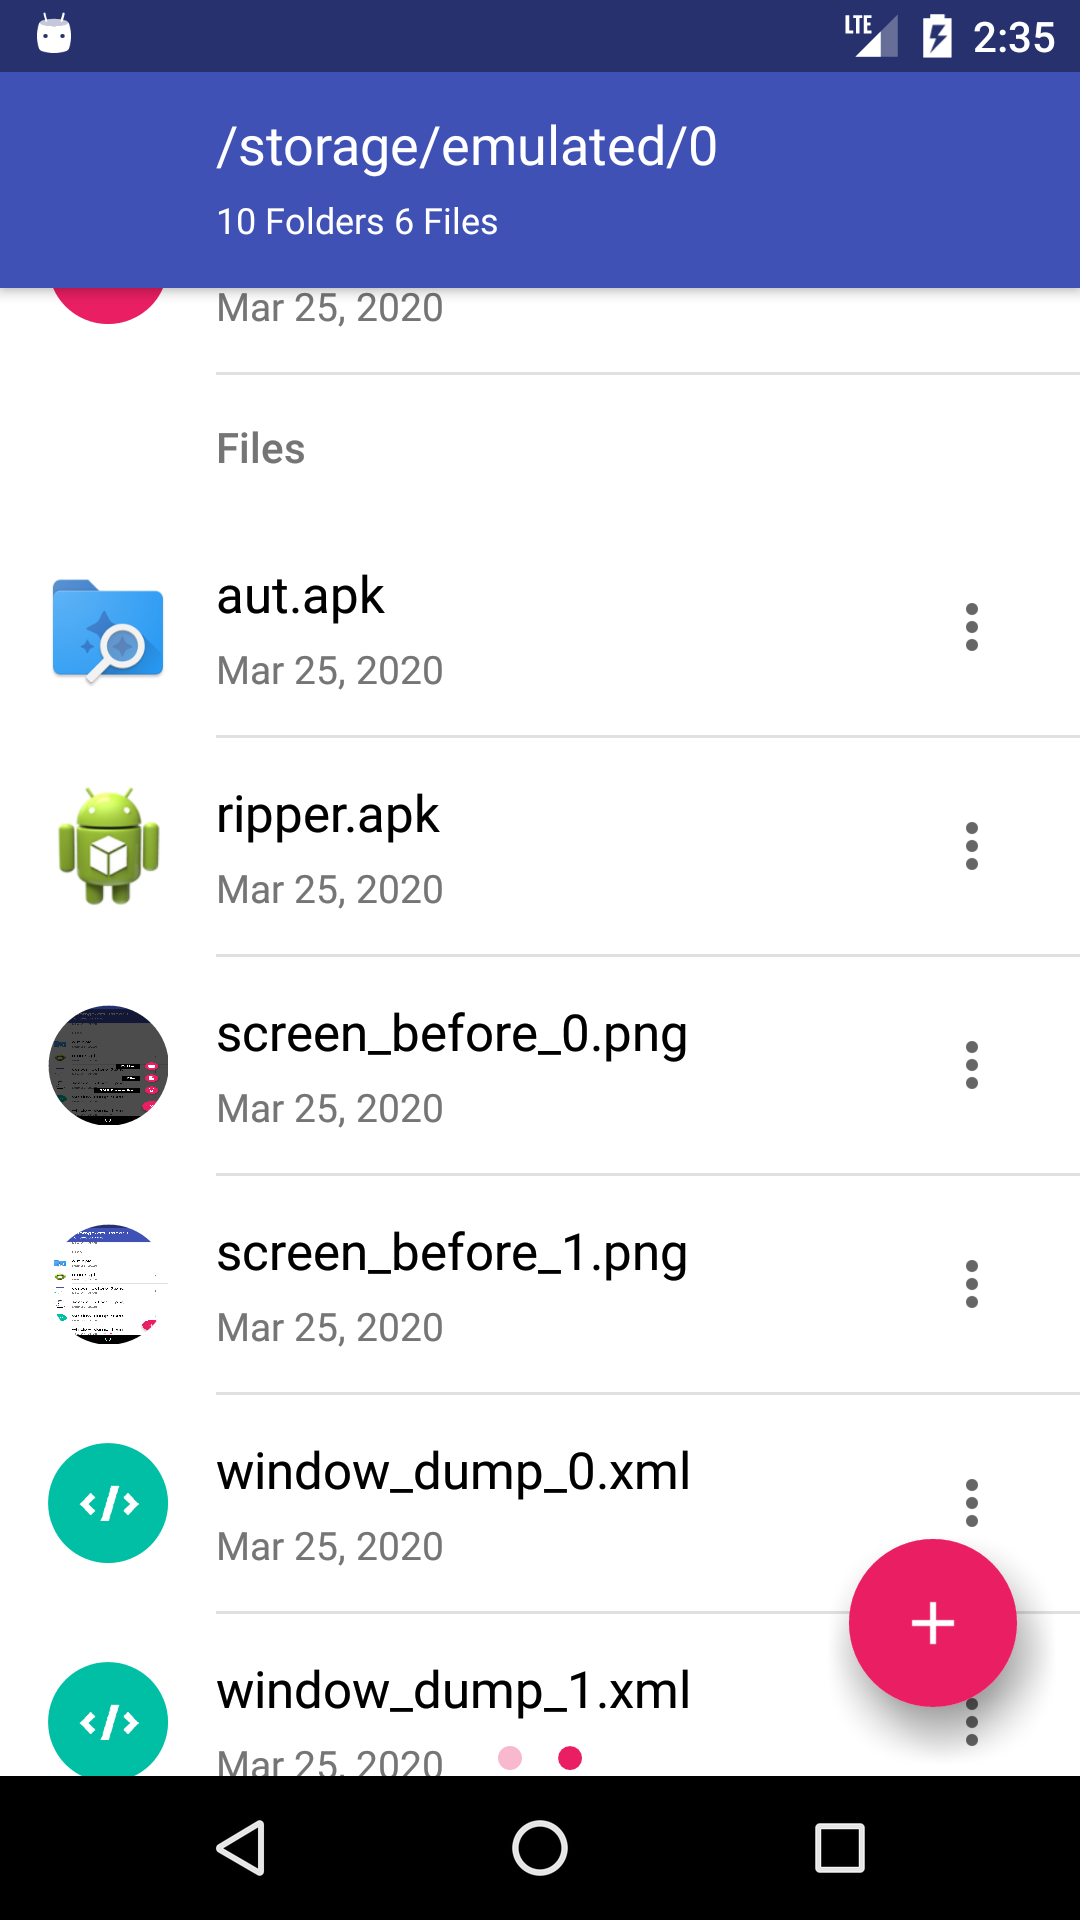 LTE 2:35
/storage/emulated/0
10 Folders 6 Files
Mar 25, 2020
Files
aut.apk
Mar 25, 2020
ripper.apk
Mar 25, 2020
screen_before_0.png
Mar 25, 2020
screen_before_1.png
Mar 25, 2020
window_dump_0.xml
Mar 25, 2020
window_dump_1.xml
Mar 25, 2020